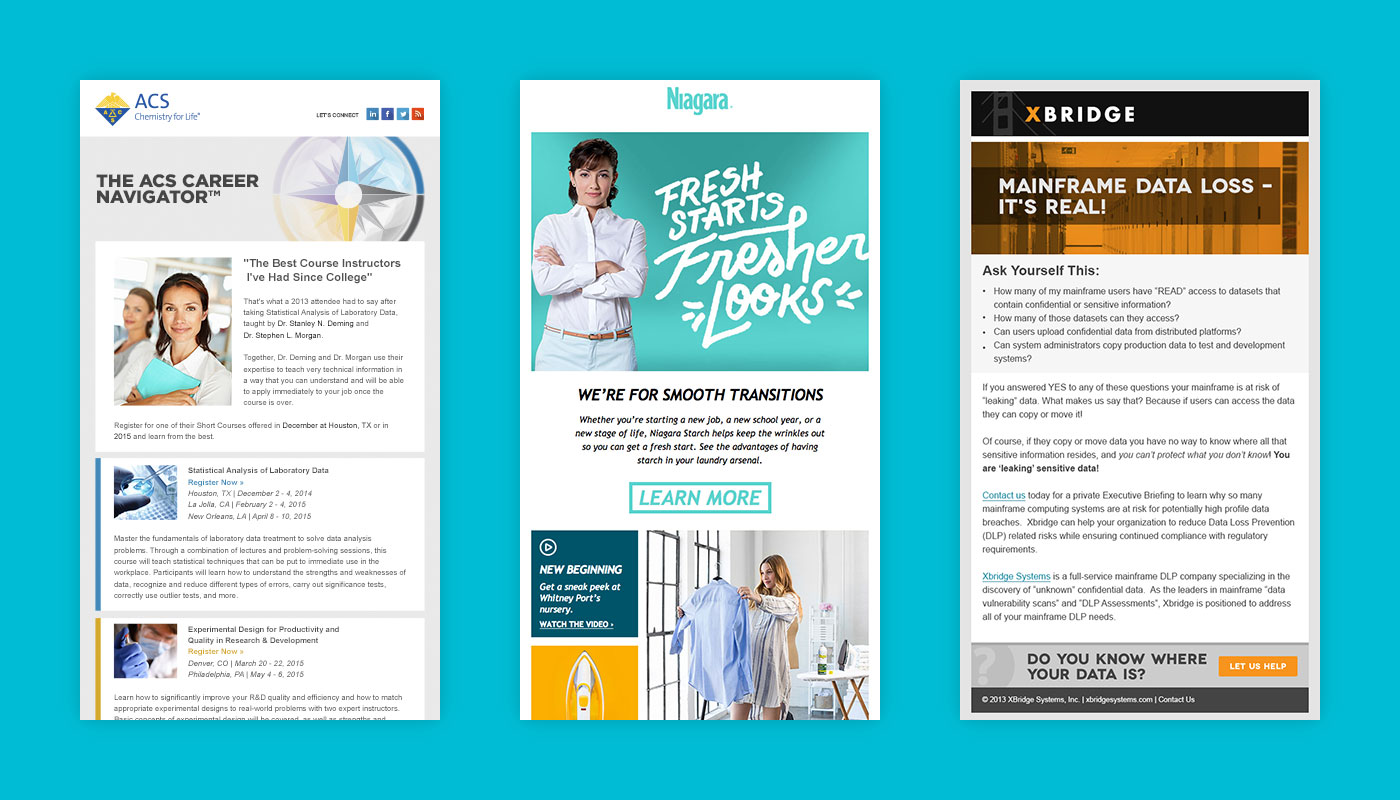 ACS
Chemistry for Life™
LET'S CONNECT
THE ACS CAREER
NAVIGATOR™
"The Best Course Instructors
I've Had Since College"
That's what a 2013 attendee had to say after
taking Statistical Analysis of Laboratory Data,
taught by Dr. Stanley N. Deming and
Dr. Stephen L. Morgan.
Together, Dr. Deming and Dr. Morgan use their
expertise to teach very technical information in
a way that you can understand and will be able
to apply immediately to your job once the
course is over.
Register for one of their Short Courses offered in December at Houston, TX or in
2015 and learn from the best.
Statistical Analysis of Laboratory Data
Register Now »
Houston, TX | December 2 - 4, 2014
La Jolla, CA | February 2 - 4, 2015
New Orleans, LA | April 8 - 10, 2015
Master the fundamentals of laboratory data treatment to solve data analysis
problems. Through a combination of lectures and problem-solving sessions, this
course will teach statistical techniques that can be put to immediate use in the
workplace. Participants will learn how to understand the strengths and weaknesses of
data, recognize and reduce different types of errors, carry out significance tests,
correctly use outlier tests, and more.
Experimental Design for Productivity and
Quality in Research & Development
Register Now »
Denver, CO | March 20 - 22, 2015
Philadelphia, PA | May 4 - 6, 2015
Learn how to significantly improve your R&D quality and efficiency and how to match
appropriate experimental designs to real-world problems with two expert instructors.
Basic concepts of experimental design will be covered, as well as strengths and
Niagara
FRESH
STARTS
Fresher
LOOKS
WE'RE FOR SMOOTH TRANSITIONS
Whether you're starting a new job, a new school year, or a
new stage of life, Niagara Starch helps keep the wrinkles out
so you can get a fresh start. See the advantages of having
starch in your laundry arsenal.
LEARN MORE
NEW BEGINNING
Get a sneak peek at
Whitney Port's
nursery.
WATCH THE VIDEO ›
XBRIDGE
MAINFRAME DATA LOSS –
IT'S REAL!
Ask Yourself This:
• How many of my mainframe users have "READ" access to datasets that
contain confidential or sensitive information?
• How many of those datasets can they access?
• Can users upload confidential data from distributed platforms?
• Can system administrators copy production data to test and development
systems?
If you answered YES to any of these questions your mainframe is at risk of
"leaking" data. What makes us say that? Because if users can access the data
they can copy or move it!
Of course, if they copy or move data you have no way to know where all that
sensitive information resides, and you can't protect what you don't know! You
are 'leaking' sensitive data!
Contact us today for a private Executive Briefing to learn why so many
mainframe computing systems are at risk for potentially high profile data
breaches. Xbridge can help your organization to reduce Data Loss Prevention
(DLP) related risks while ensuring continued compliance with regulatory
requirements.
Xbridge Systems is a full-service mainframe DLP company specializing in the
discovery of "unknown" confidential data. As the leaders in mainframe "data
vulnerability scans" and "DLP Assessments", Xbridge is positioned to address
all of your mainframe DLP needs.
?
DO YOU KNOW WHERE
YOUR DATA IS?
LET US HELP
© 2013 XBridge Systems, Inc. | xbridgesystems.com | Contact Us